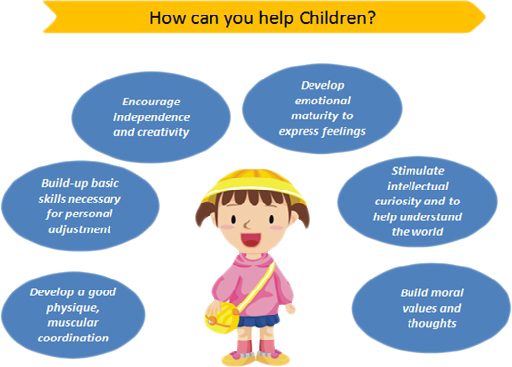 How can you help Children?
Encourage
Independence
and creativity
Develop
emotional
maturity to
express feelings
Build-up basic
skills necessary
for personal
adjustment
Stimulate
intellectual
curiosity and to
help understand
the world
Develop a good
physique,
muscular
coordination
Build moral
values and
thoughts